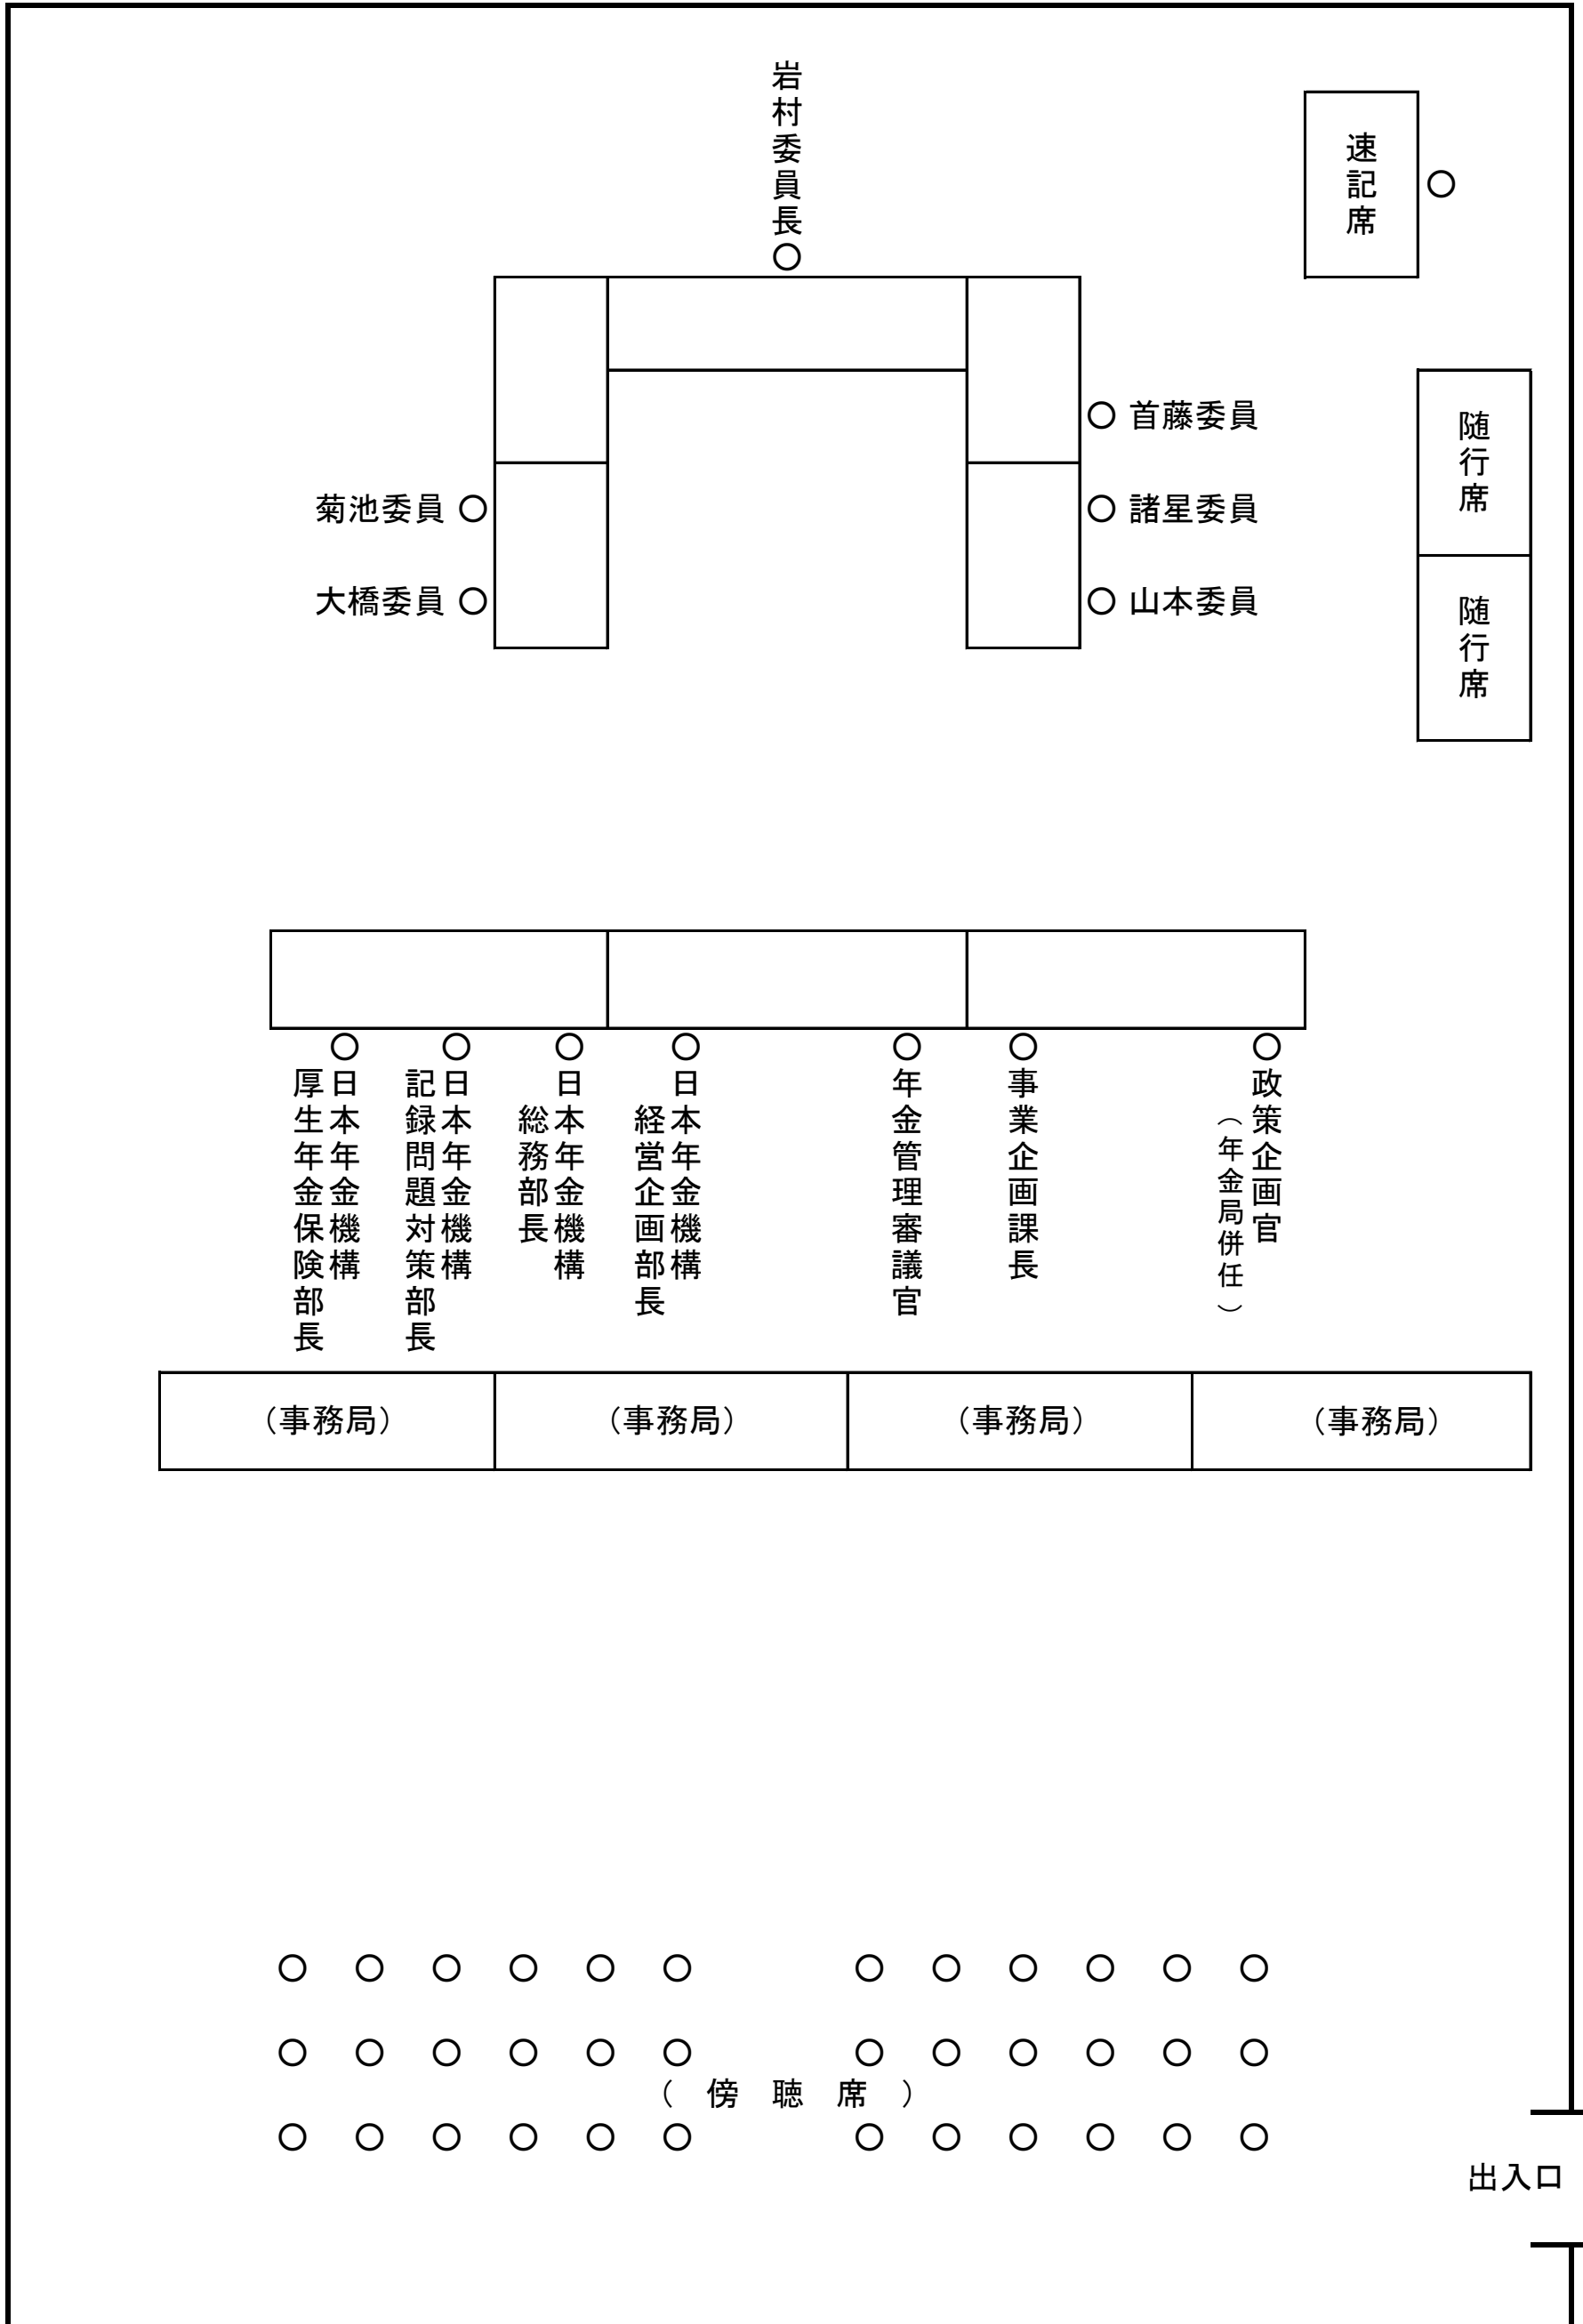 岩村委員長○
速記席
○
○ 首藤委員
随行席
菊池委員 ○
○ 諸星委員
大橋委員 ○
○ 山本委員
随行席
○政策企画官
（年金局併任）
○事業企画課長
○年金管理審議官
○日本年金機構
経営企画部長
○日本年金機構
総務部長
○日本年金機構
記録問題対策部長
○日本年金機構
厚生年金保険部長
（事務局）
（事務局）
（事務局）
（事務局）
○ ○ ○ ○ ○ ○ ○ ○ ○ ○ ○ ○
○ ○ ○ ○ ○ ○ ○ ○ ○ ○ ○ ○
（ 傍 聴 席 ）
○ ○ ○ ○ ○ ○ ○ ○ ○ ○ ○ ○
出入口